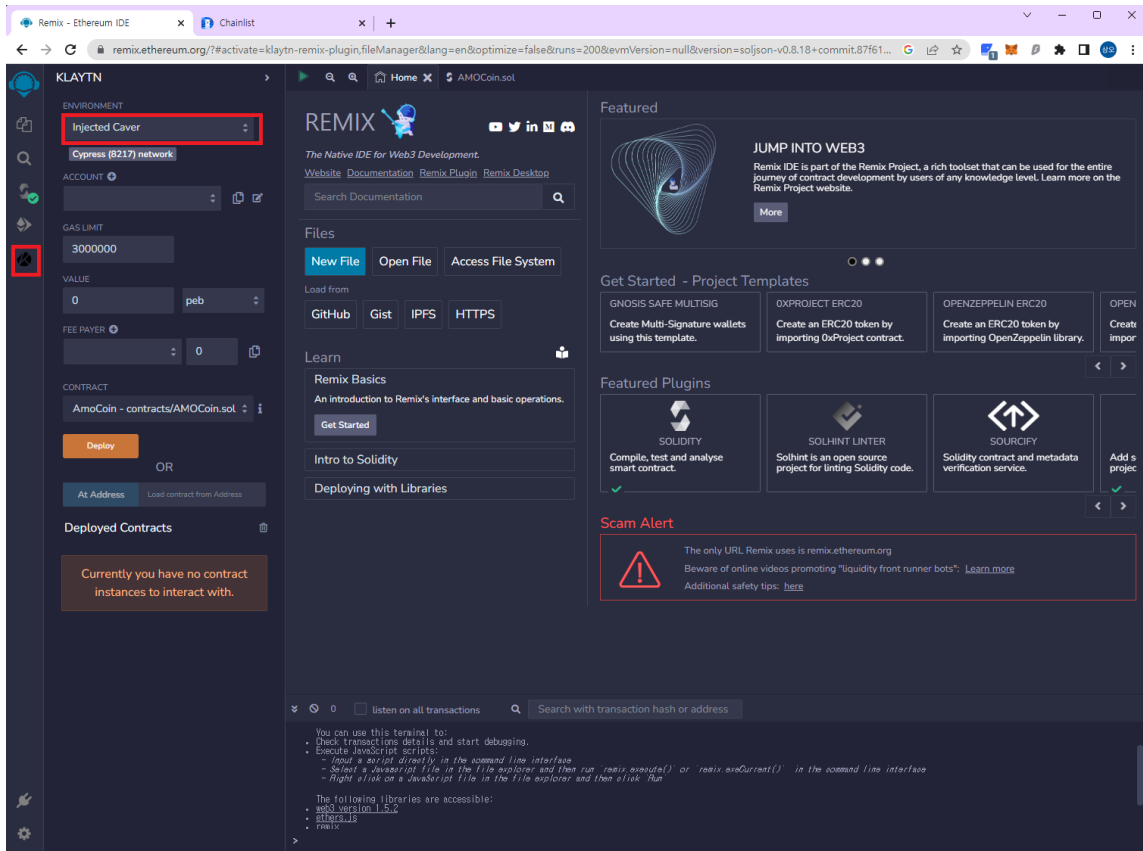 Remix - Ethereum IDE
Chainlist
remix.ethereum.org/?#activate=klaytn-remix-plugin,fileManager&lang=en&optimize=false&runs=200&evmVersion=null&version=soljson-v0.8.18+commit.87f61...
상오
KLAYTN
Home
AMOCoin.sol
ENVIRONMENT
Injected Caver
Cypress (8217) network
ACCOUNT
GAS LIMIT
3000000
VALUE
0
peb
FEE PAYER
0
CONTRACT
AmoCoin - contracts/AMOCoin.sol
Deploy
OR
At Address
Load contract from Address
Deployed Contracts
Currently you have no contract
instances to interact with.
REMIX
The Native IDE for Web3 Development.
Website Documentation Remix Plugin Remix Desktop
Search Documentation
Files
New File
Open File
Access File System
Load from
GitHub
Gist
IPFS
HTTPS
Learn
Remix Basics
An introduction to Remix's interface and basic operations.
Get Started
Intro to Solidity
Deploying with Libraries
Featured
JUMP INTO WEB3
Remix IDE is part of the Remix Project, a rich toolset that can be used for the entire
journey of contract development by users of any knowledge level. Learn more on the
Remix Project website.
More
Get Started - Project Templates
GNOSIS SAFE MULTISIG
Create Multi-Signature wallets
using this template.
0XPROJECT ERC20
Create an ERC20 token by
importing 0xProject contract.
OPENZEPPELIN ERC20
Create an ERC20 token by
importing OpenZeppelin library.
OPEN
Create
impor
Featured Plugins
SOLIDITY
Compile, test and analyse
smart contract.
SOLHINT LINTER
Solhint is an open source
project for linting Solidity code.
SOURCIFY
Solidity contract and metadata
verification service.
Add s
projec
Scam Alert
The only URL Remix uses is remix.ethereum.org
Beware of online videos promoting "liquidity front runner bots": Learn more
Additional safety tips: here
0
listen on all transactions
Search with transaction hash or address
You can use this terminal to:
Check transactions details and start debugging.
Execute JavaScript scripts:
- Input a script directly in the command line interface
- Select a Javascript file in the file explorer and then run `remix.execute()` or `remix.exeCurrent()` in the command line interface
- Right click on a JavaScript file in the file explorer and then click `Run`
The following libraries are accessible:
web3 version 1.5.2
ethers.js
remix
>